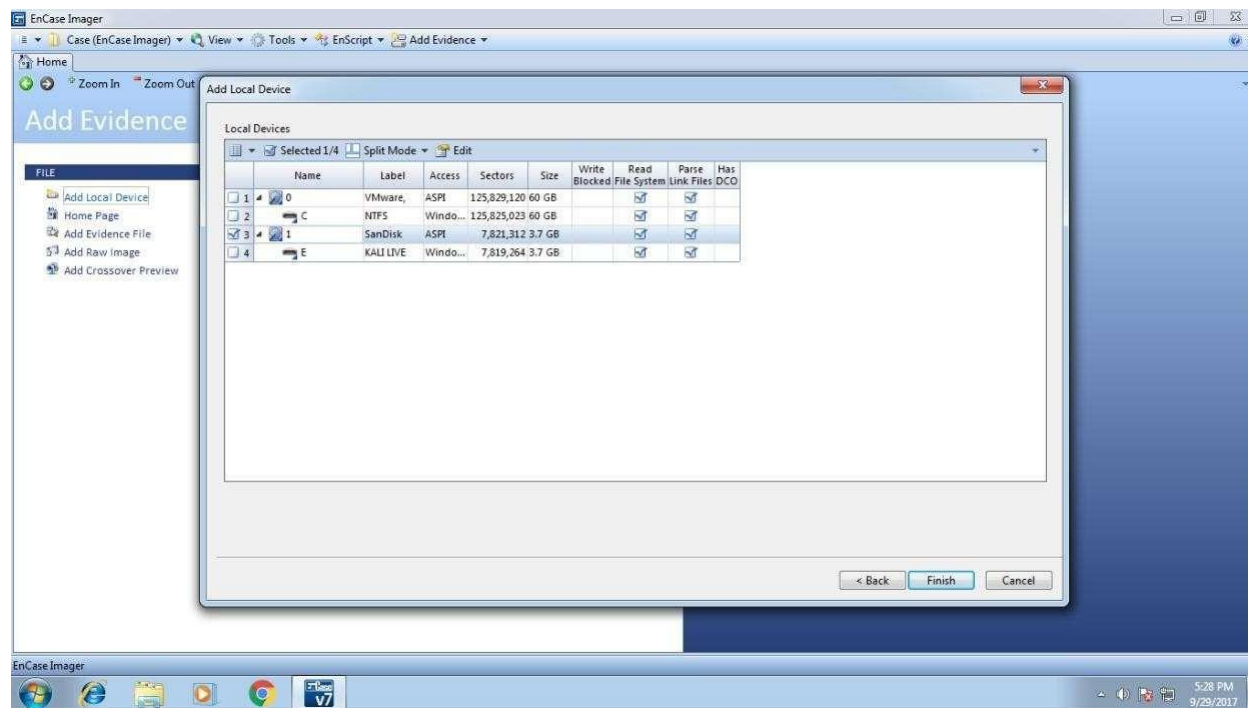 EnCase Imager
Case (EnCase Imager) View Tools EnScript Add Evidence
Home
Zoom In Zoom Out
Add Evidence
FILE
Add Local Device
Home Page
Add Evidence File
Add Raw Image
Add Crossover Preview
Add Local Device
Local Devices
Selected 1/4 Split Mode Edit
Name Label Access Sectors Size Write Blocked Read File System Parse Link Files Has DCO
1 0 VMware, ASPI 125,829,120 60 GB
2 C NTFS Windo... 125,825,023 60 GB
3 1 SanDisk ASPI 7,821,312 3.7 GB
4 E KALI LIVE Windo... 7,819,264 3.7 GB
< Back Finish Cancel
EnCase Imager
EnCase v7
5:28 PM
9/29/2017